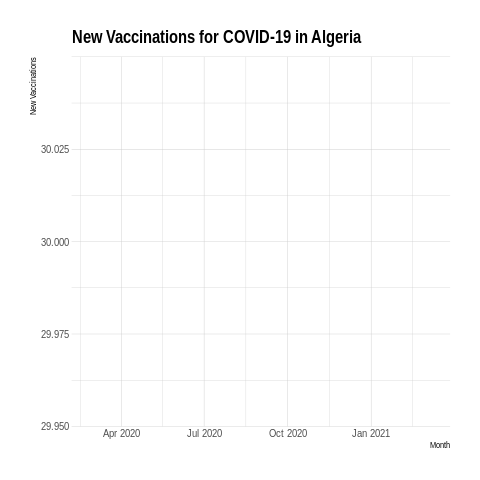 New Vaccinations for COVID-19 in Algeria
New Vaccinations
30.025
30.000
29.975
29.950
Apr 2020
Jul 2020
Oct 2020
Jan 2021
Month